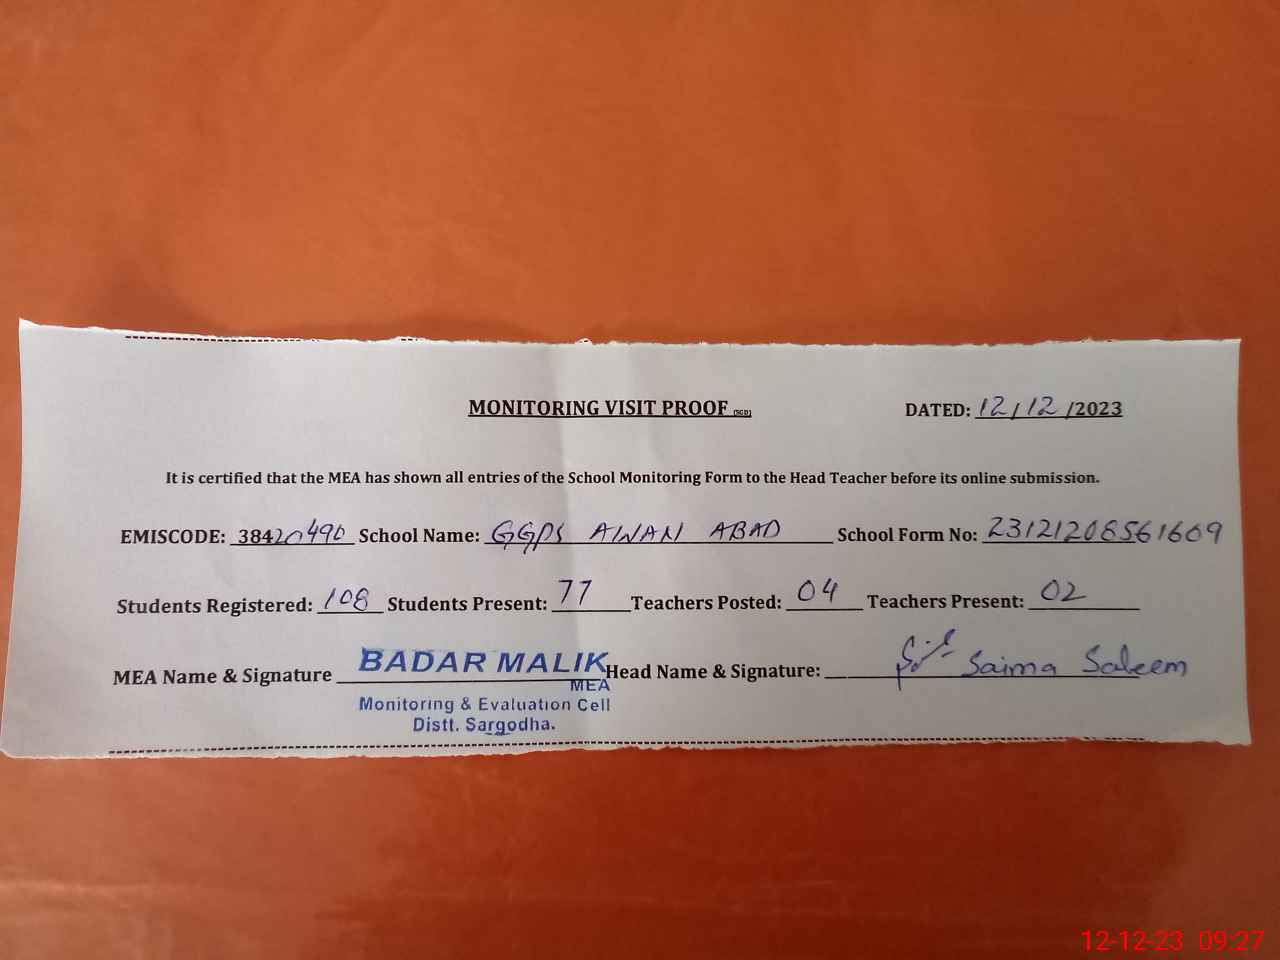 MONITORING VISIT PROOF (SGD) DATED: 12/12/2023
It is certified that the MEA has shown all entries of the School Monitoring Form to the Head Teacher before its online submission.
EMISCODE: 38420490 School Name: GGPS AWAN ABAD School Form No: 23121208561609
Students Registered: 108 Students Present: 77 Teachers Posted: 04 Teachers Present: 02
MEA Name & Signature BADAR MALIK Head Name & Signature: Saima Saleem
MEA
Monitoring & Evaluation Cell
Distt. Sargodha.
12-12-23 09:27